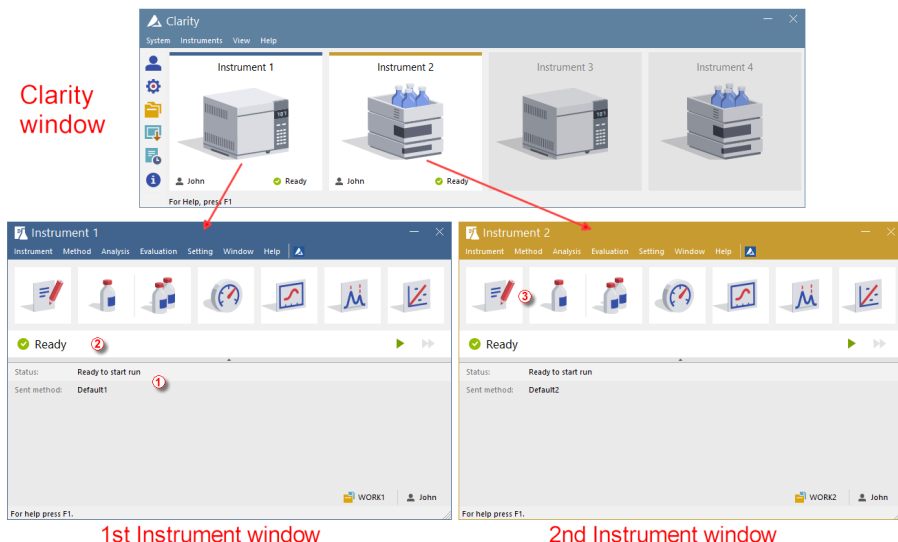 Clarity
System Instruments View Help
Clarity
window
Instrument 1 Instrument 2 Instrument 3 Instrument 4
John Ready John Ready
For Help, press F1
Instrument 1
Instrument Method Analysis Evaluation Setting Window Help
Ready 2
Status: Ready to start run
1
Sent method: Default1
WORK1 John
For help press F1.
1st Instrument window
Instrument 2
Instrument Method Analysis Evaluation Setting Window Help
3
Ready
Status: Ready to start run
Sent method: Default2
WORK2 John
For help press F1.
2nd Instrument window